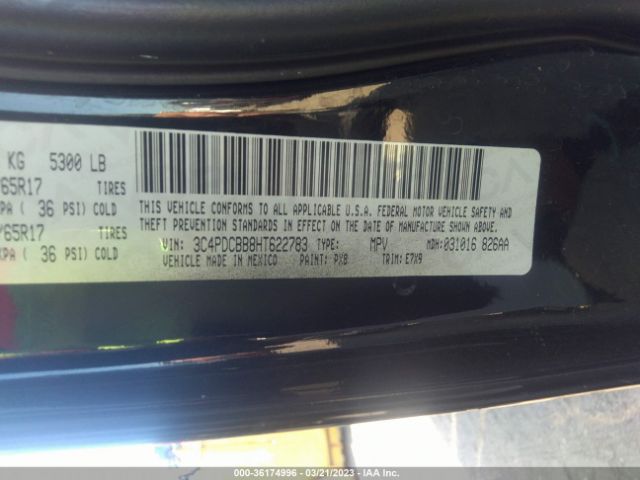 KG 5300 LB
65R17 TIRES
KPA ( 36 PSI) COLD
/65R17 TIRES
KPA ( 36 PSI) COLD
THIS VEHICLE CONFORMS TO ALL APPLICABLE U.S.A. FEDERAL MOTOR VEHICLE SAFETY AND
THEFT PREVENTION STANDARDS IN EFFECT ON THE DATE OF MANUFACTURE SHOWN ABOVE.
VIN: 3C4PDCBB8HT622783 TYPE: MPV MDH:031016 826AA
VEHICLE MADE IN MEXICO PAINT: PX8 TRIM: E7X9
000-36174996 — 03/21/2023 — IAA Inc.